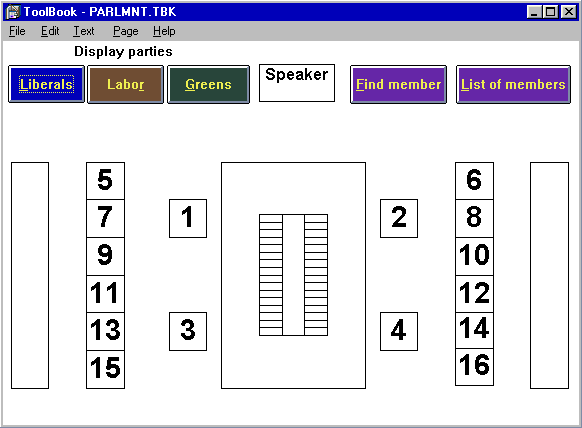 ToolBook - PARLMNT.TBK
File Edit Text Page Help
Display parties
Liberals Labor Greens Speaker Find member List of members
5 6
7 1 2 8
9 10
11 12
13 3 4 14
15 16